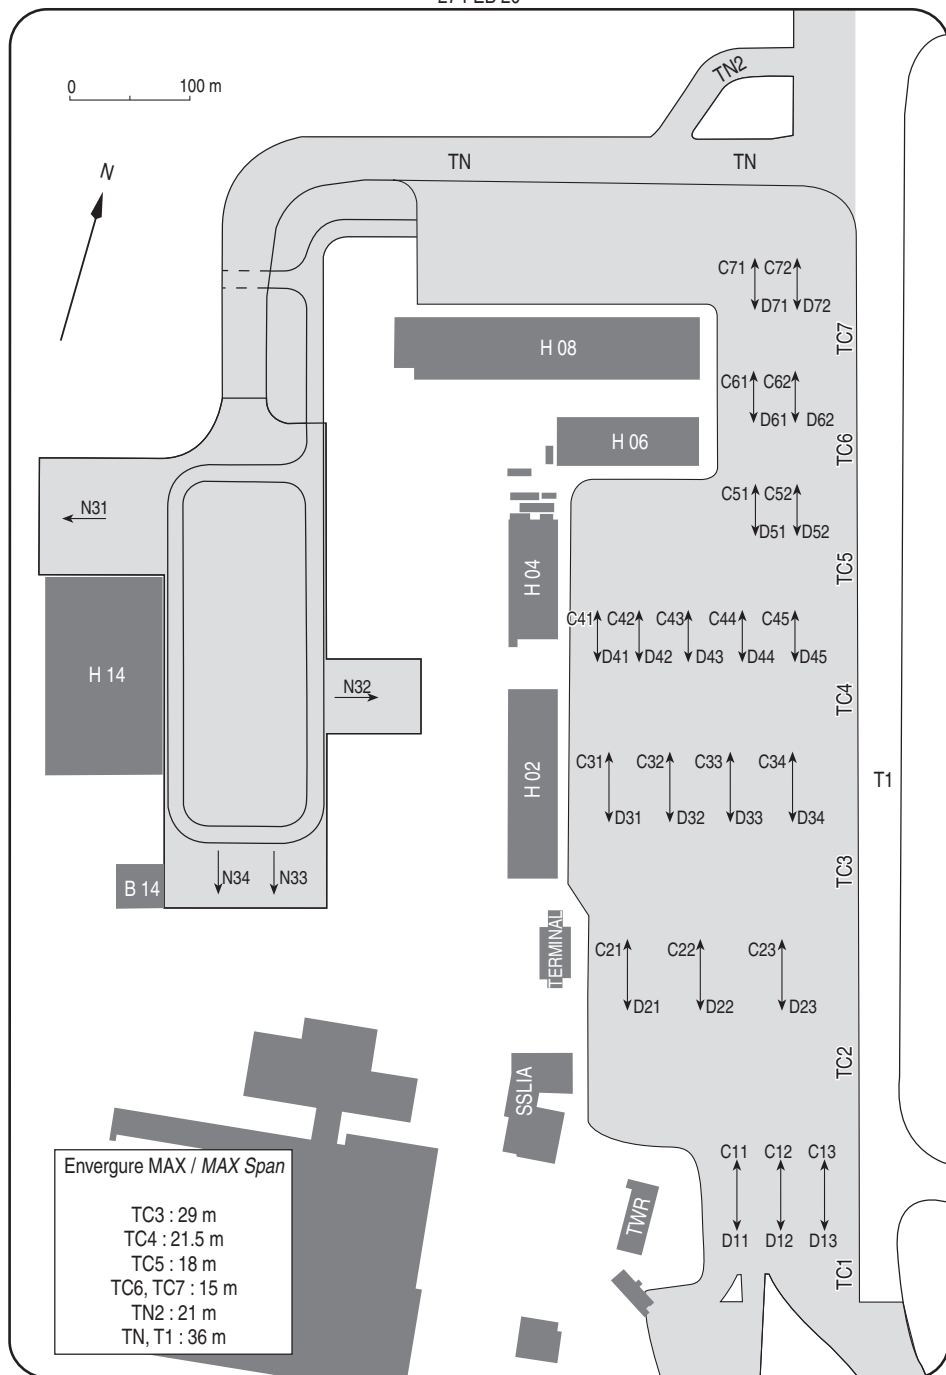 0 100 m
TN2
N
TN TN
C71 C72
D71 D72
TC7
H 08
C61 C62
D61 D62
TC6
H 06
C51 C52
D51 D52
TC5
N31
H 04
C41 C42 C43 C44 C45
D41 D42 D43 D44 D45
H 14
N32
TC4
C31 C32 C33 C34
D31 D32 D33 D34
H 02
T1
TC3
N34 N33
B 14
TERMINAL
C21 C22 C23
D21 D22 D23
TC2
SSLIA
C11 C12 C13
D11 D12 D13
TWR
TC1
Envergure MAX / MAX Span
TC3 : 29 m
TC4 : 21.5 m
TC5 : 18 m
TC6, TC7 : 15 m
TN2 : 21 m
TN, T1 : 36 m